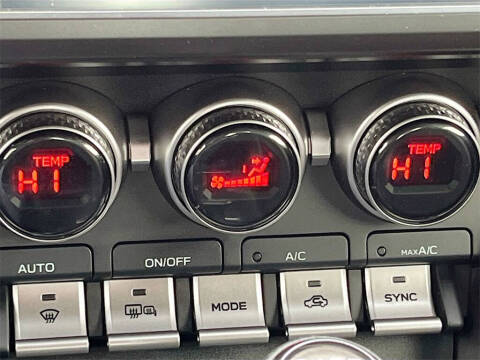 TEMP TEMP
HI HI
AUTO ON/OFF A/C MAX A/C
MODE SYNC